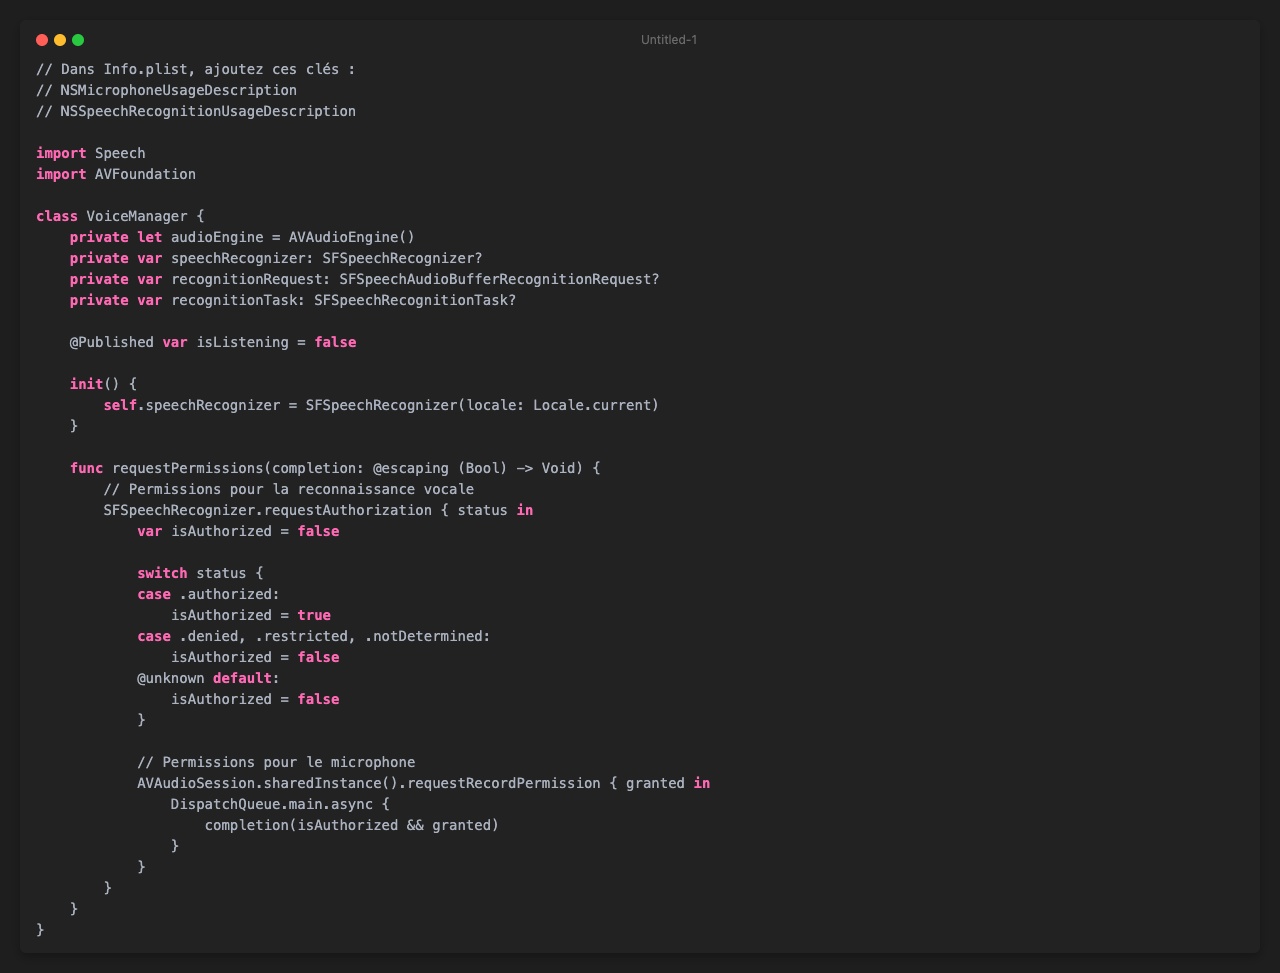 Untitled-1
// Dans Info.plist, ajoutez ces clés :
// NSMicrophoneUsageDescription
// NSSpeechRecognitionUsageDescription

import Speech
import AVFoundation

class VoiceManager {
    private let audioEngine = AVAudioEngine()
    private var speechRecognizer: SFSpeechRecognizer?
    private var recognitionRequest: SFSpeechAudioBufferRecognitionRequest?
    private var recognitionTask: SFSpeechRecognitionTask?

    @Published var isListening = false

    init() {
        self.speechRecognizer = SFSpeechRecognizer(locale: Locale.current)
    }

    func requestPermissions(completion: @escaping (Bool) -> Void) {
        // Permissions pour la reconnaissance vocale
        SFSpeechRecognizer.requestAuthorization { status in
            var isAuthorized = false

            switch status {
            case .authorized:
                isAuthorized = true
            case .denied, .restricted, .notDetermined:
                isAuthorized = false
            @unknown default:
                isAuthorized = false
            }

            // Permissions pour le microphone
            AVAudioSession.sharedInstance().requestRecordPermission { granted in
                DispatchQueue.main.async {
                    completion(isAuthorized && granted)
                }
            }
        }
    }
}